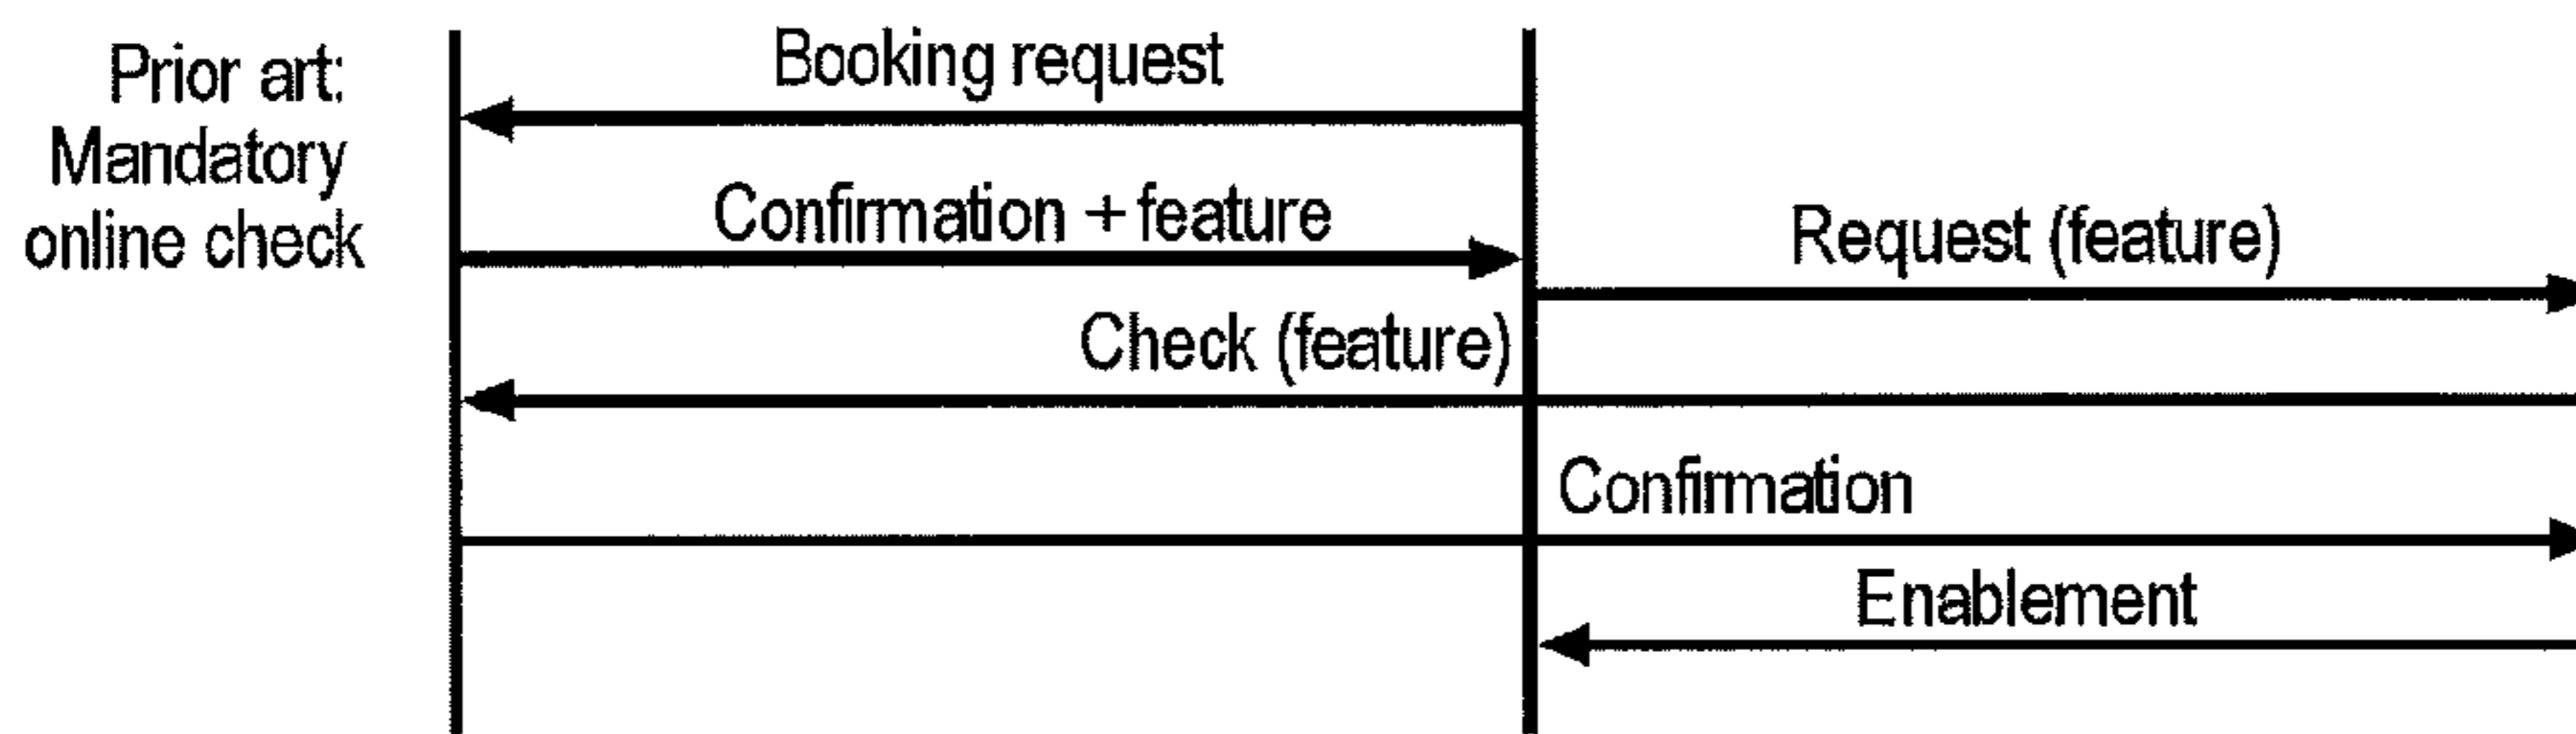 Prior art:
Mandatory
online check
Booking request
Confirmation + feature
Request (feature)
Check (feature)
Confirmation
Enablement